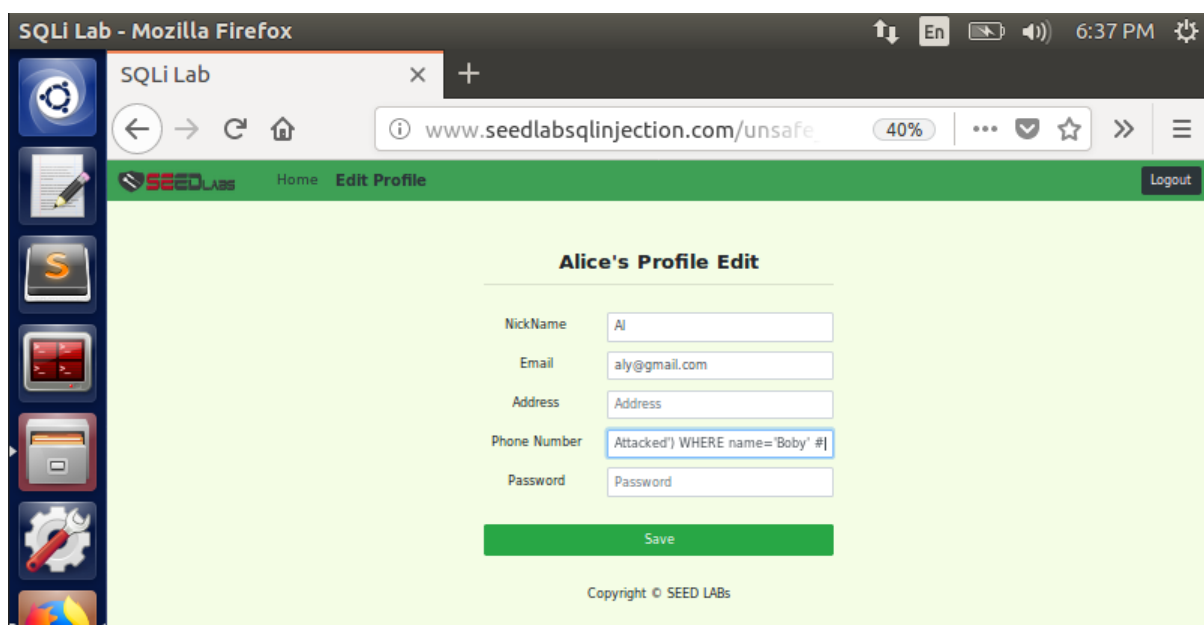 SQLi Lab - Mozilla Firefox
En
6:37 PM
SQLi Lab
www.seedlabsqlinjection.com/unsafe_
40%
SEEDLABS Home Edit Profile Logout
Alice's Profile Edit
NickName Al
Email aly@gmail.com
Address Address
Phone Number Attacked') WHERE name='Boby' #
Password Password
Save
Copyright © SEED LABs